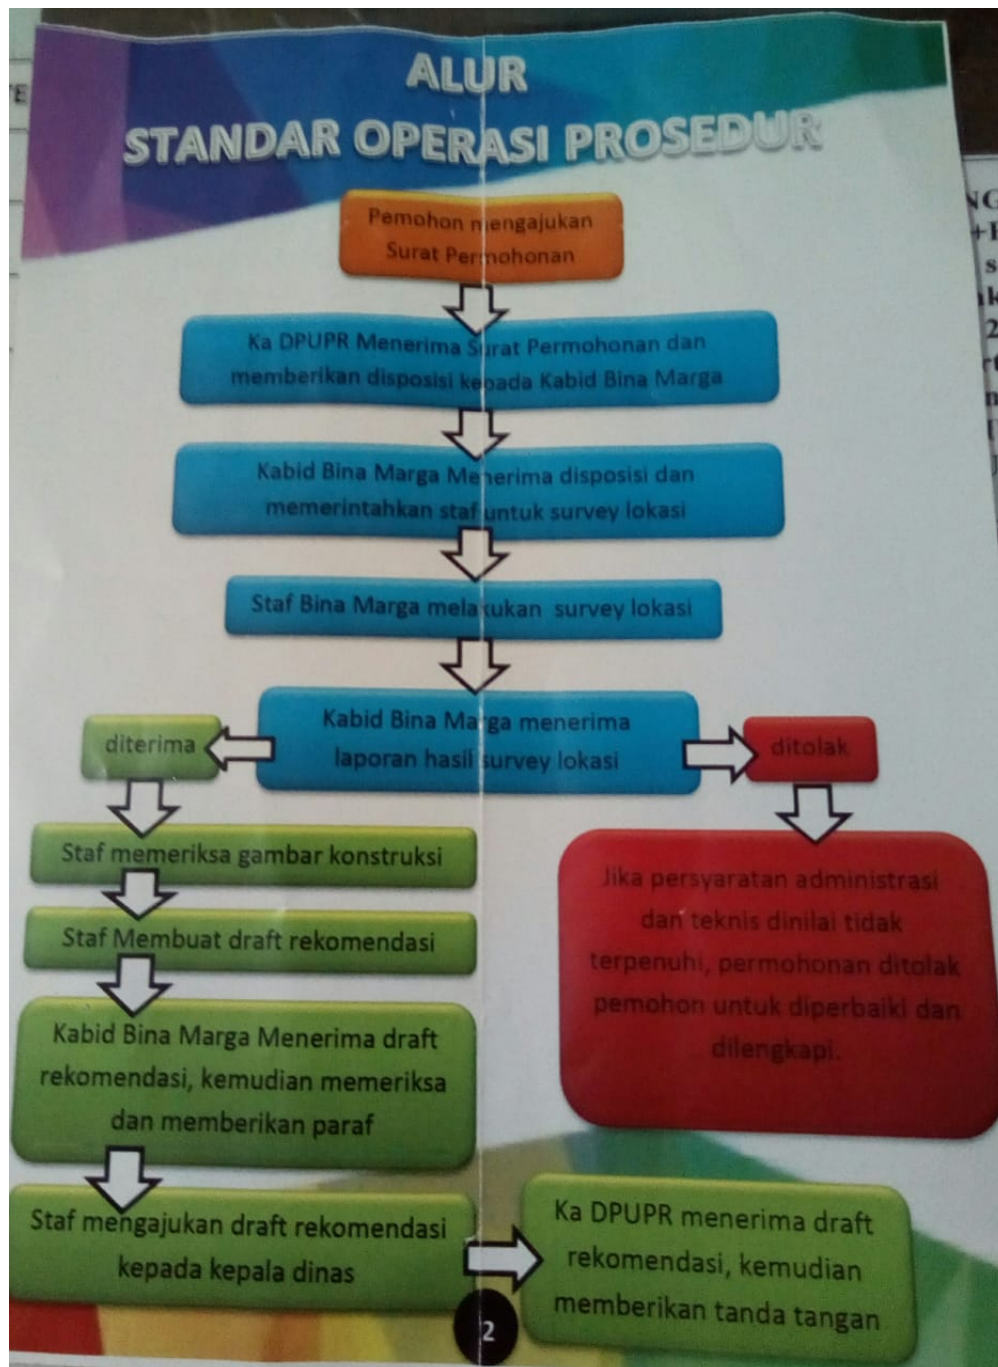 ALUR
STANDAR OPERASI PROSEDUR
Pemohon mengajukan
Surat Permohonan
Ka DPUPR Menerima Surat Permohonan dan
memberikan disposisi kepada Kabid Bina Marga
Kabid Bina Marga Menerima disposisi dan
memerintahkan staf untuk survey lokasi
Staf Bina Marga melakukan survey lokasi
Kabid Bina Marga menerima
laporan hasil survey lokasi
diterima
ditolak
Staf memeriksa gambar konstruksi
Staf Membuat draft rekomendasi
Kabid Bina Marga Menerima draft
rekomendasi, kemudian memeriksa
dan memberikan paraf
Staf mengajukan draft rekomendasi
kepada kepala dinas
Jika persyaratan administrasi
dan teknis dinilai tidak
terpenuhi, permohonan ditolak
pemohon untuk diperbaiki dan
dilengkapi.
Ka DPUPR menerima draft
rekomendasi, kemudian
memberikan tanda tangan
2